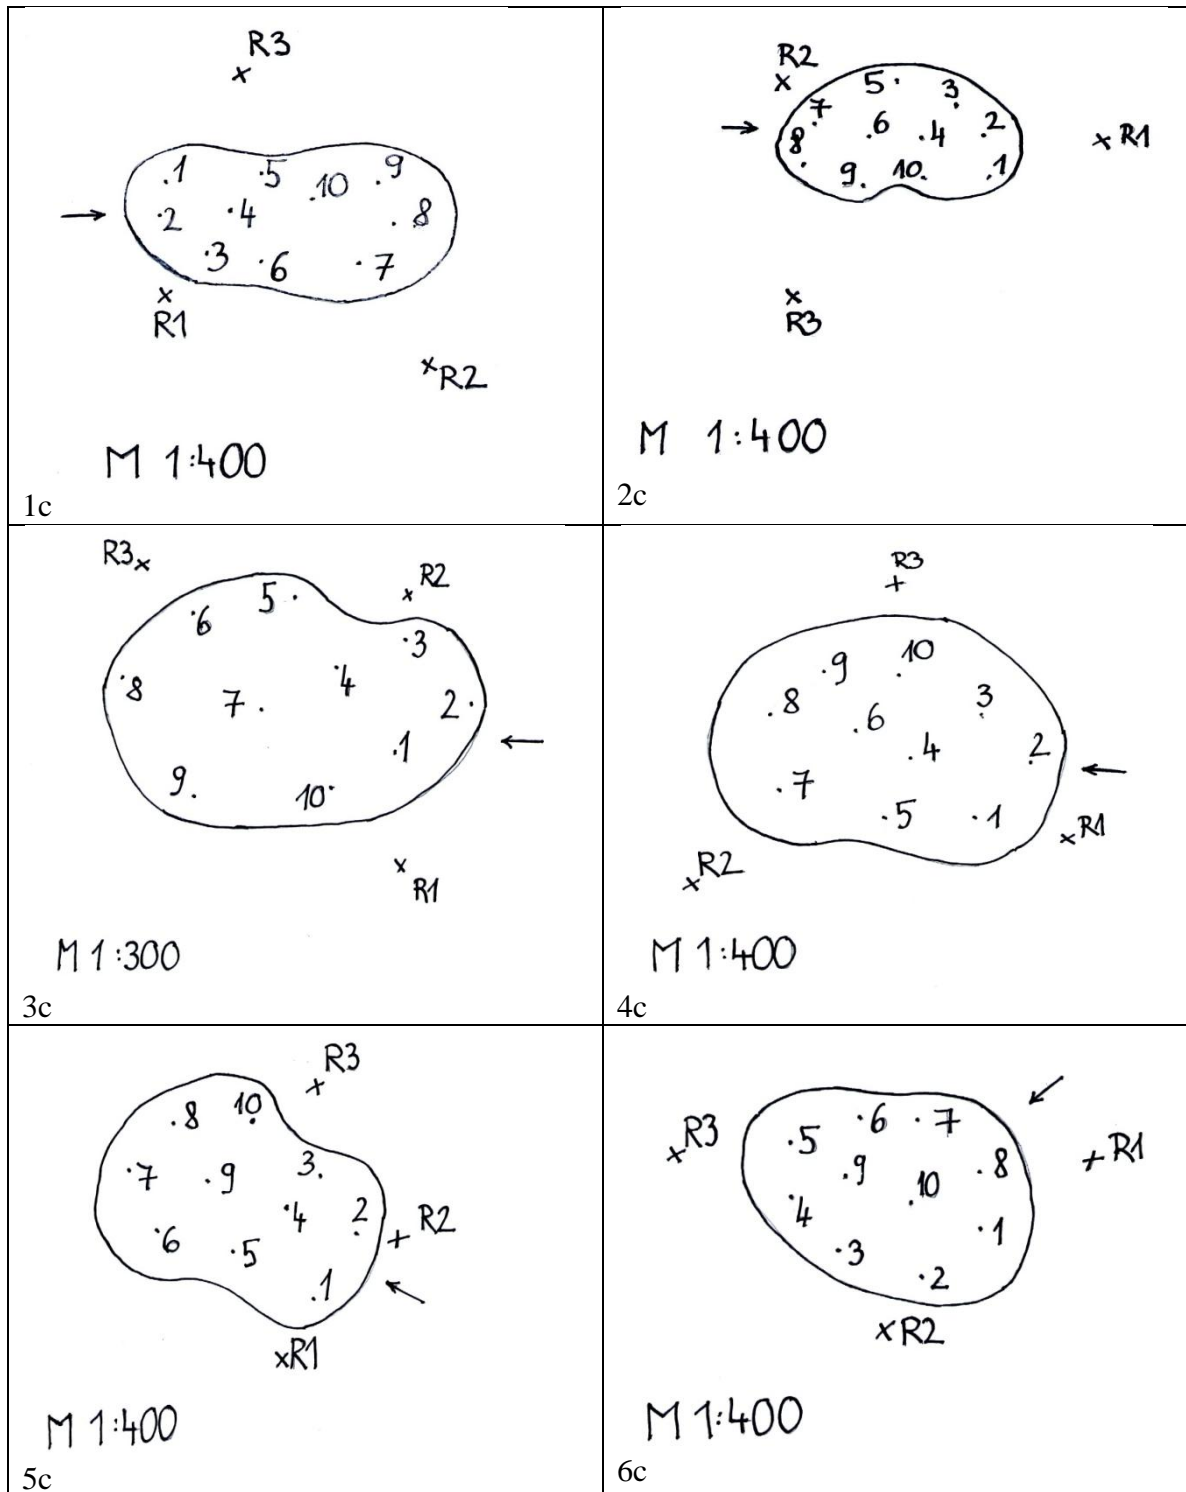 R3
1 5 10 9
2 4 8
3 6 7
R1
R2
M 1:400
1c
R2
5 3
7 6 4 2
8 9 10 1
R1
R3
M 1:400
2c
R3
R2
5
6 3
8 7 4 2
1
9 10
R1
M 1:300
3c
R3
9 10
8 6 3
4 2
7 5 1
R1
R2
M 1:400
4c
R3
8 10
7 9 3
4 2
R2
6 5
1
R1
M 1:400
5c
R3
6 7
5
9 10 8
R1
4
3 1
2
R2
M 1:400
6c